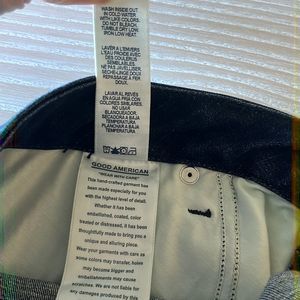 WASH INSIDE OUT
IN COLD WATER
WITH LIKE COLORS.
DO NOT BLEACH.
TUMBLE DRY LOW.
IRON LOW HEAT.
LAVER À L'ENVERS
À L'EAU FROIDE AVEC
DES COULEURS
SEMBLABLES.
NE PAS JAVELLISER.
SÉCHE-LINGE DOUX
REPASSAGE À FER
DOUX.
LAVAR AL REVÉS
EN AGUA FRIA CON
COLORES SIMILARES.
NO USAR
BLANQUEADOR.
SECADORA A BAJA
TEMPERATURA
PLANCHAR A BAJA
TEMPERATURA
GOOD AMERICAN
"WEAR WITH CARE"
This hand-crafted garment has
been made especially for you
with the highest level of detail.
Whether it has been
embellished, coated, color
treated or distressed, it has been
thoughtfully made to bring you a
unique and alluring piece.
Wear your garments with care as
some colors may transfer, holes
may become bigger and
embellishments may cause
scratches. We are not liable for
any damages produced by this